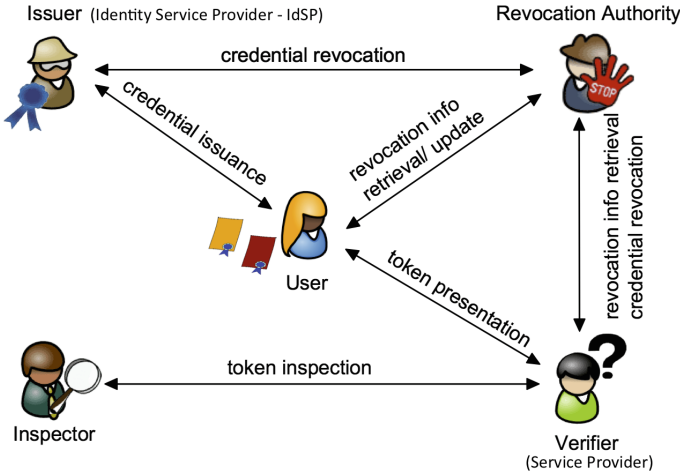 Issuer (Identity Service Provider - IdSP)
Revocation Authority
credential revocation
STOP
credential issuance
revocation info
retrieval/ update
revocation info retrieval
credential revocation
User
token presentation
?
token inspection
Inspector
Verifier
(Service Provider)